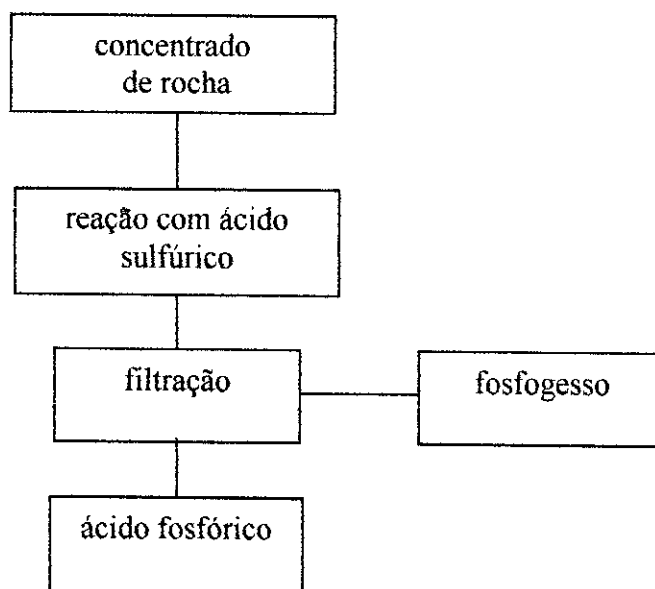 concentrado
de rocha
reação com ácido
sulfúrico
filtração
fosfogesso
ácido fosfórico